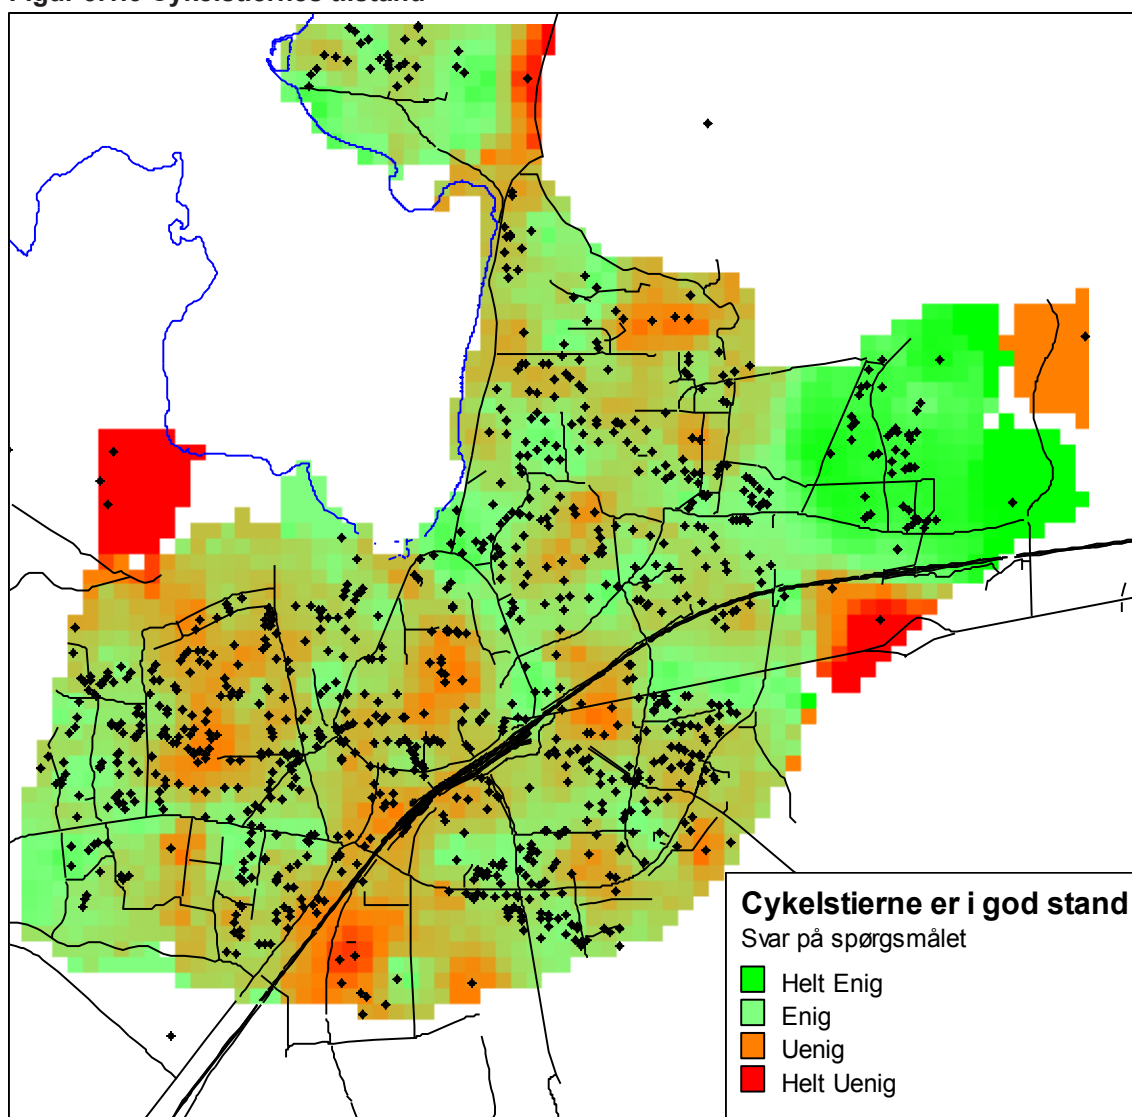 Cykelstierne er i god stand
Svar på spørgsmålet
Helt Enig
Enig
Uenig
Helt Uenig